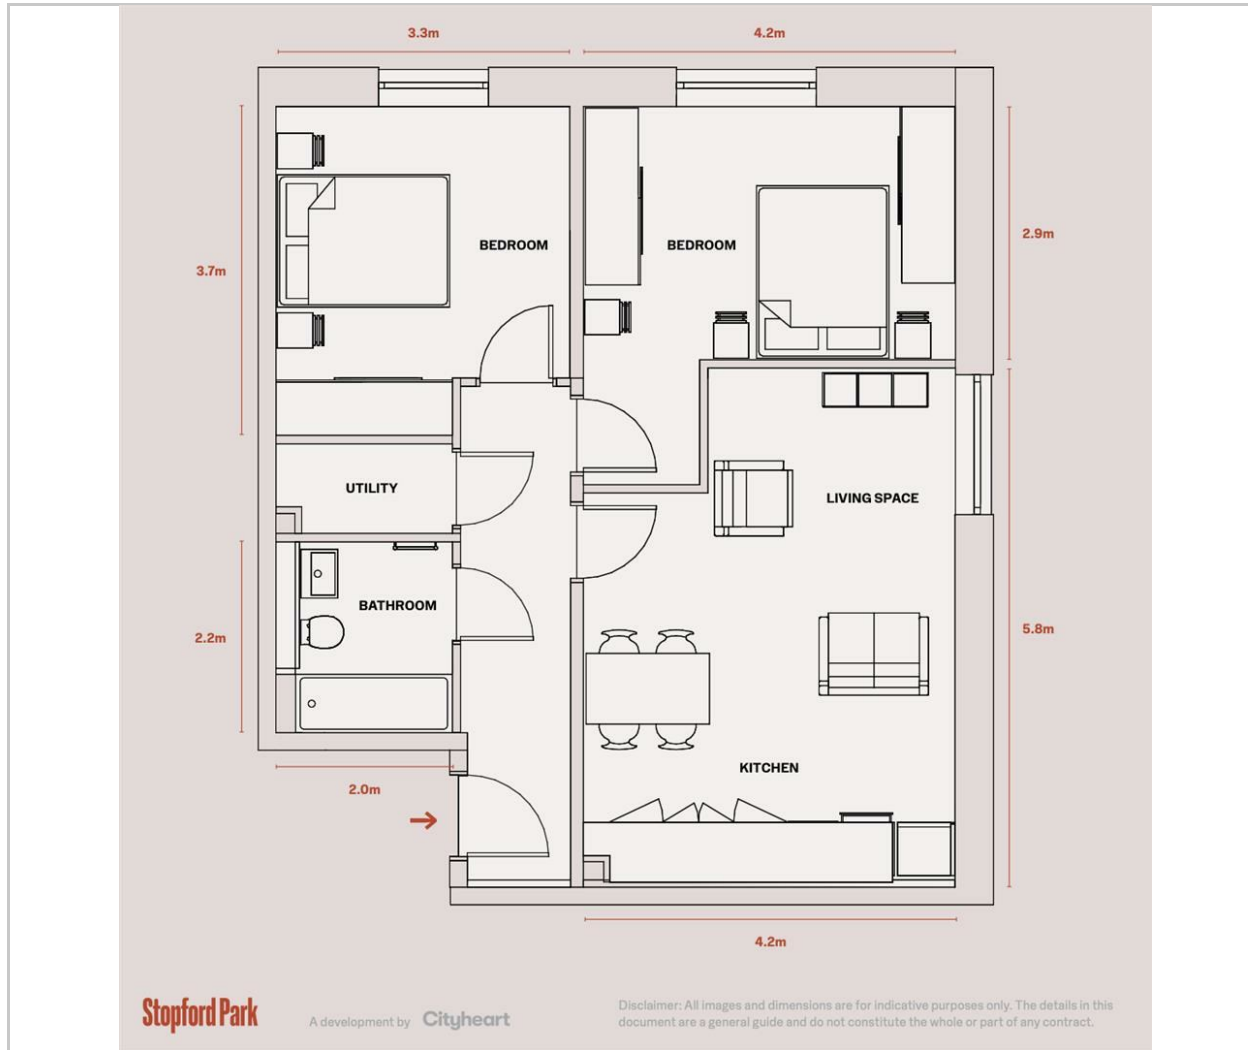 3.3m
4.2m
BEDROOM
BEDROOM
2.9m
3.7m
UTILITY
LIVING SPACE
BATHROOM
2.2m
5.8m
KITCHEN
2.0m
4.2m
Stopford Park
A development by Cityheart
Disclaimer: All images and dimensions are for indicative purposes only. The details in this
document are a general guide and do not constitute the whole or part of any contract.